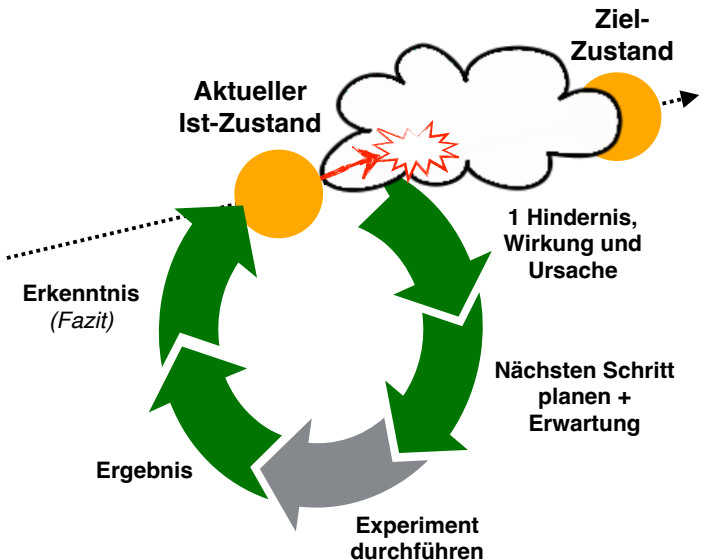 Ziel-
Zustand
Aktueller
Ist-Zustand
1 Hindernis,
Wirkung und
Ursache
Nächsten Schritt
planen +
Erwartung
Experiment
durchführen
Ergebnis
Erkenntnis
(Fazit)